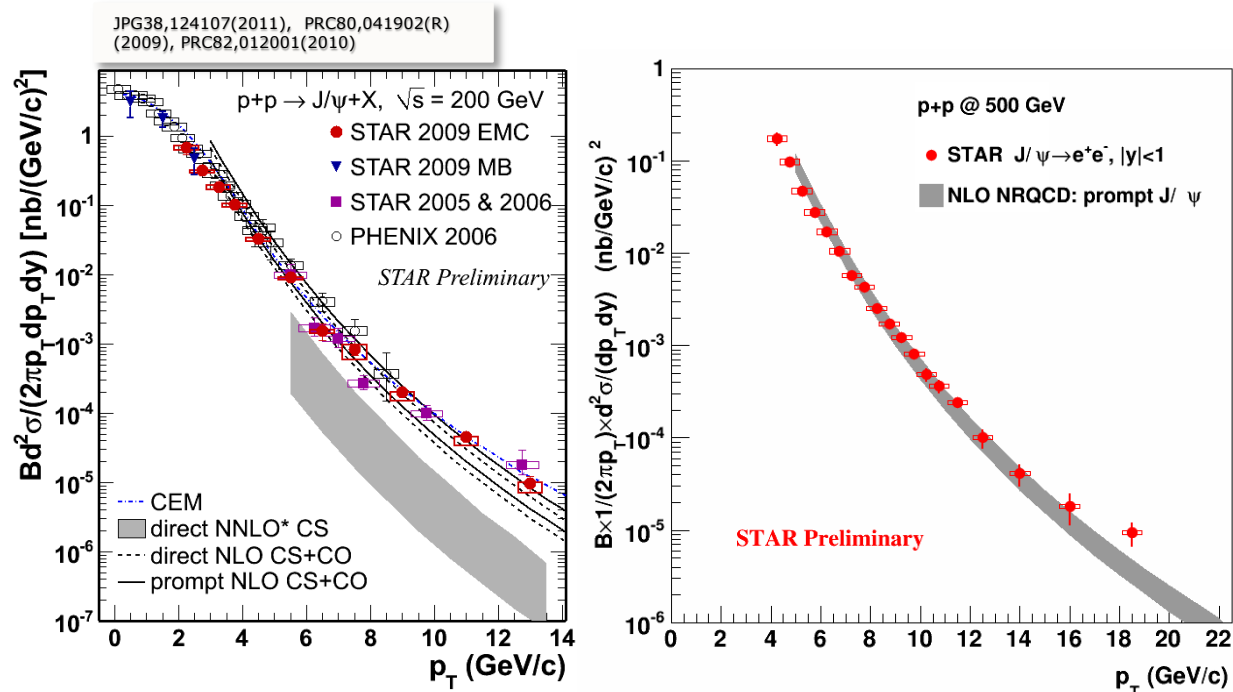 JPG38,124107(2011), PRC80,041902(R)
(2009), PRC82,012001(2010)
Bd²σ/(2πp_T dp_T dy) [nb/(GeV/c)²]
p+p → J/ψ+X, √s = 200 GeV
STAR 2009 EMC
STAR 2009 MB
STAR 2005 & 2006
PHENIX 2006
STAR Preliminary
CEM
direct NNLO* CS
direct NLO CS+CO
prompt NLO CS+CO
1
10⁻¹
10⁻²
10⁻³
10⁻⁴
10⁻⁵
10⁻⁶
10⁻⁷
0 2 4 6 8 10 12 14
p_T (GeV/c)
B×1/(2πp_T)×d²σ/(dp_T dy) (nb/GeV/c)²
p+p @ 500 GeV
STAR J/ψ→e⁺e⁻, |y|<1
NLO NRQCD: prompt J/ψ
STAR Preliminary
1
10⁻¹
10⁻²
10⁻³
10⁻⁴
10⁻⁵
10⁻⁶
0 2 4 6 8 10 12 14 16 18 20 22
p_T (GeV/c)